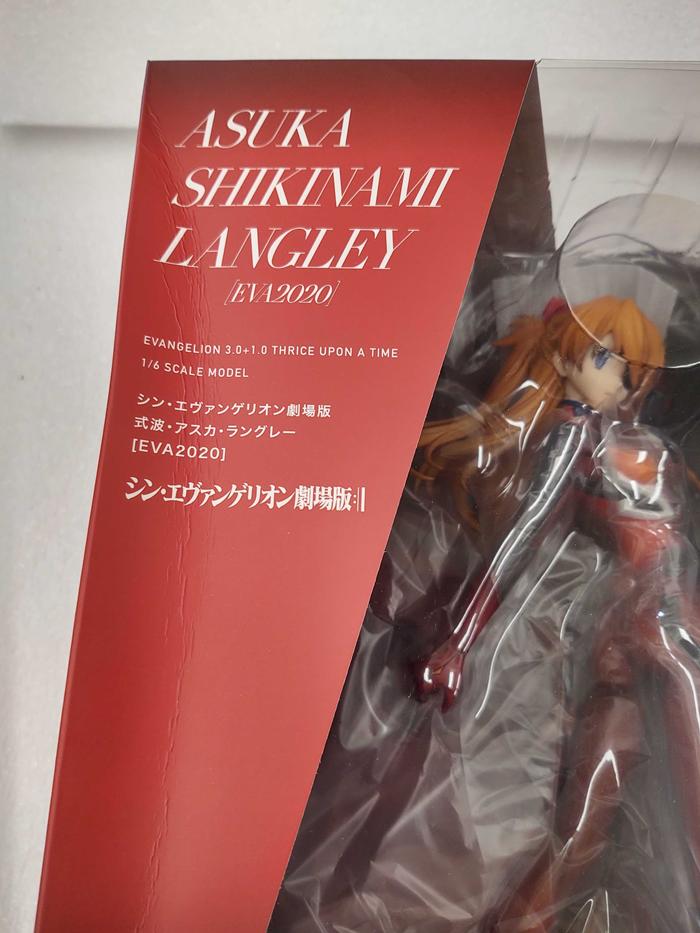 ASUKA
SHIKINAMI
LANGLEY
[EVA2020]
EVANGELION 3.0+1.0 THRICE UPON A TIME
1/6 SCALE MODEL
シン・エヴァンゲリオン劇場版
式波・アスカ・ラングレー
[EVA2020]
シン・エヴァンゲリオン劇場版:||